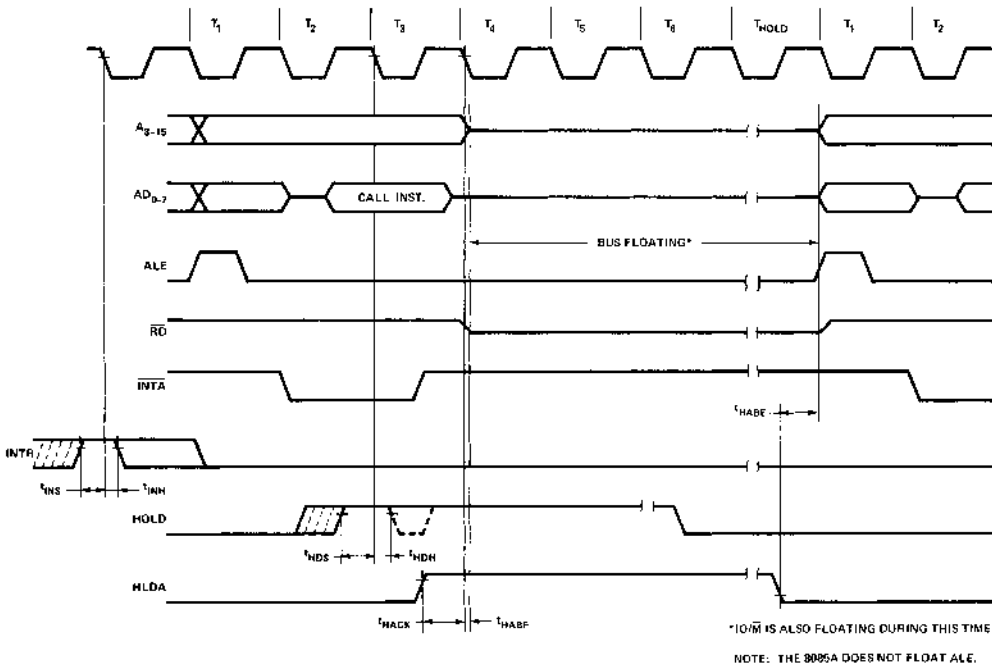 T1 T2 T3 T4 T5 T6 THOLD T1 T2
A8-15
AD0-7 CALL INST.
BUS FLOATING*
ALE
RD
INTA
tHABE
INTR
tINS tINH
HOLD
tHDS tHDH
HLDA
tHACK tHABF
*IO/M IS ALSO FLOATING DURING THIS TIME
NOTE: THE 8085A DOES NOT FLOAT ALE.